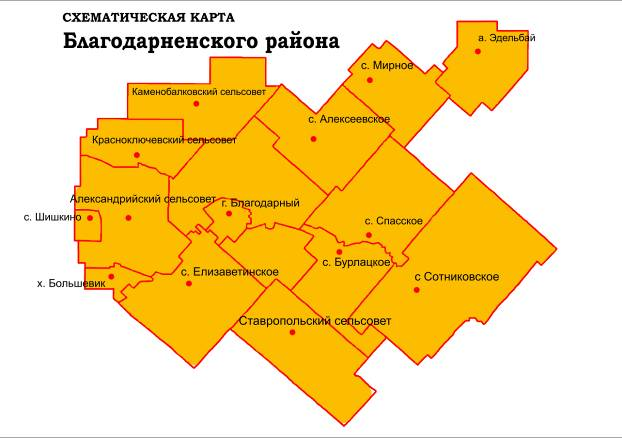 СХЕМАТИЧЕСКАЯ КАРТА
Благодарненского района
а. Эдельбай
с. Мирное
Каменобалковский сельсовет
с. Алексеевское
Красноключевский сельсовет
Александрийский сельсовет
г. Благодарный
с. Шишкино
с. Спасское
с. Бурлацкое
с. Елизаветинское
с Сотниковское
х. Большевик
Ставропольский сельсовет